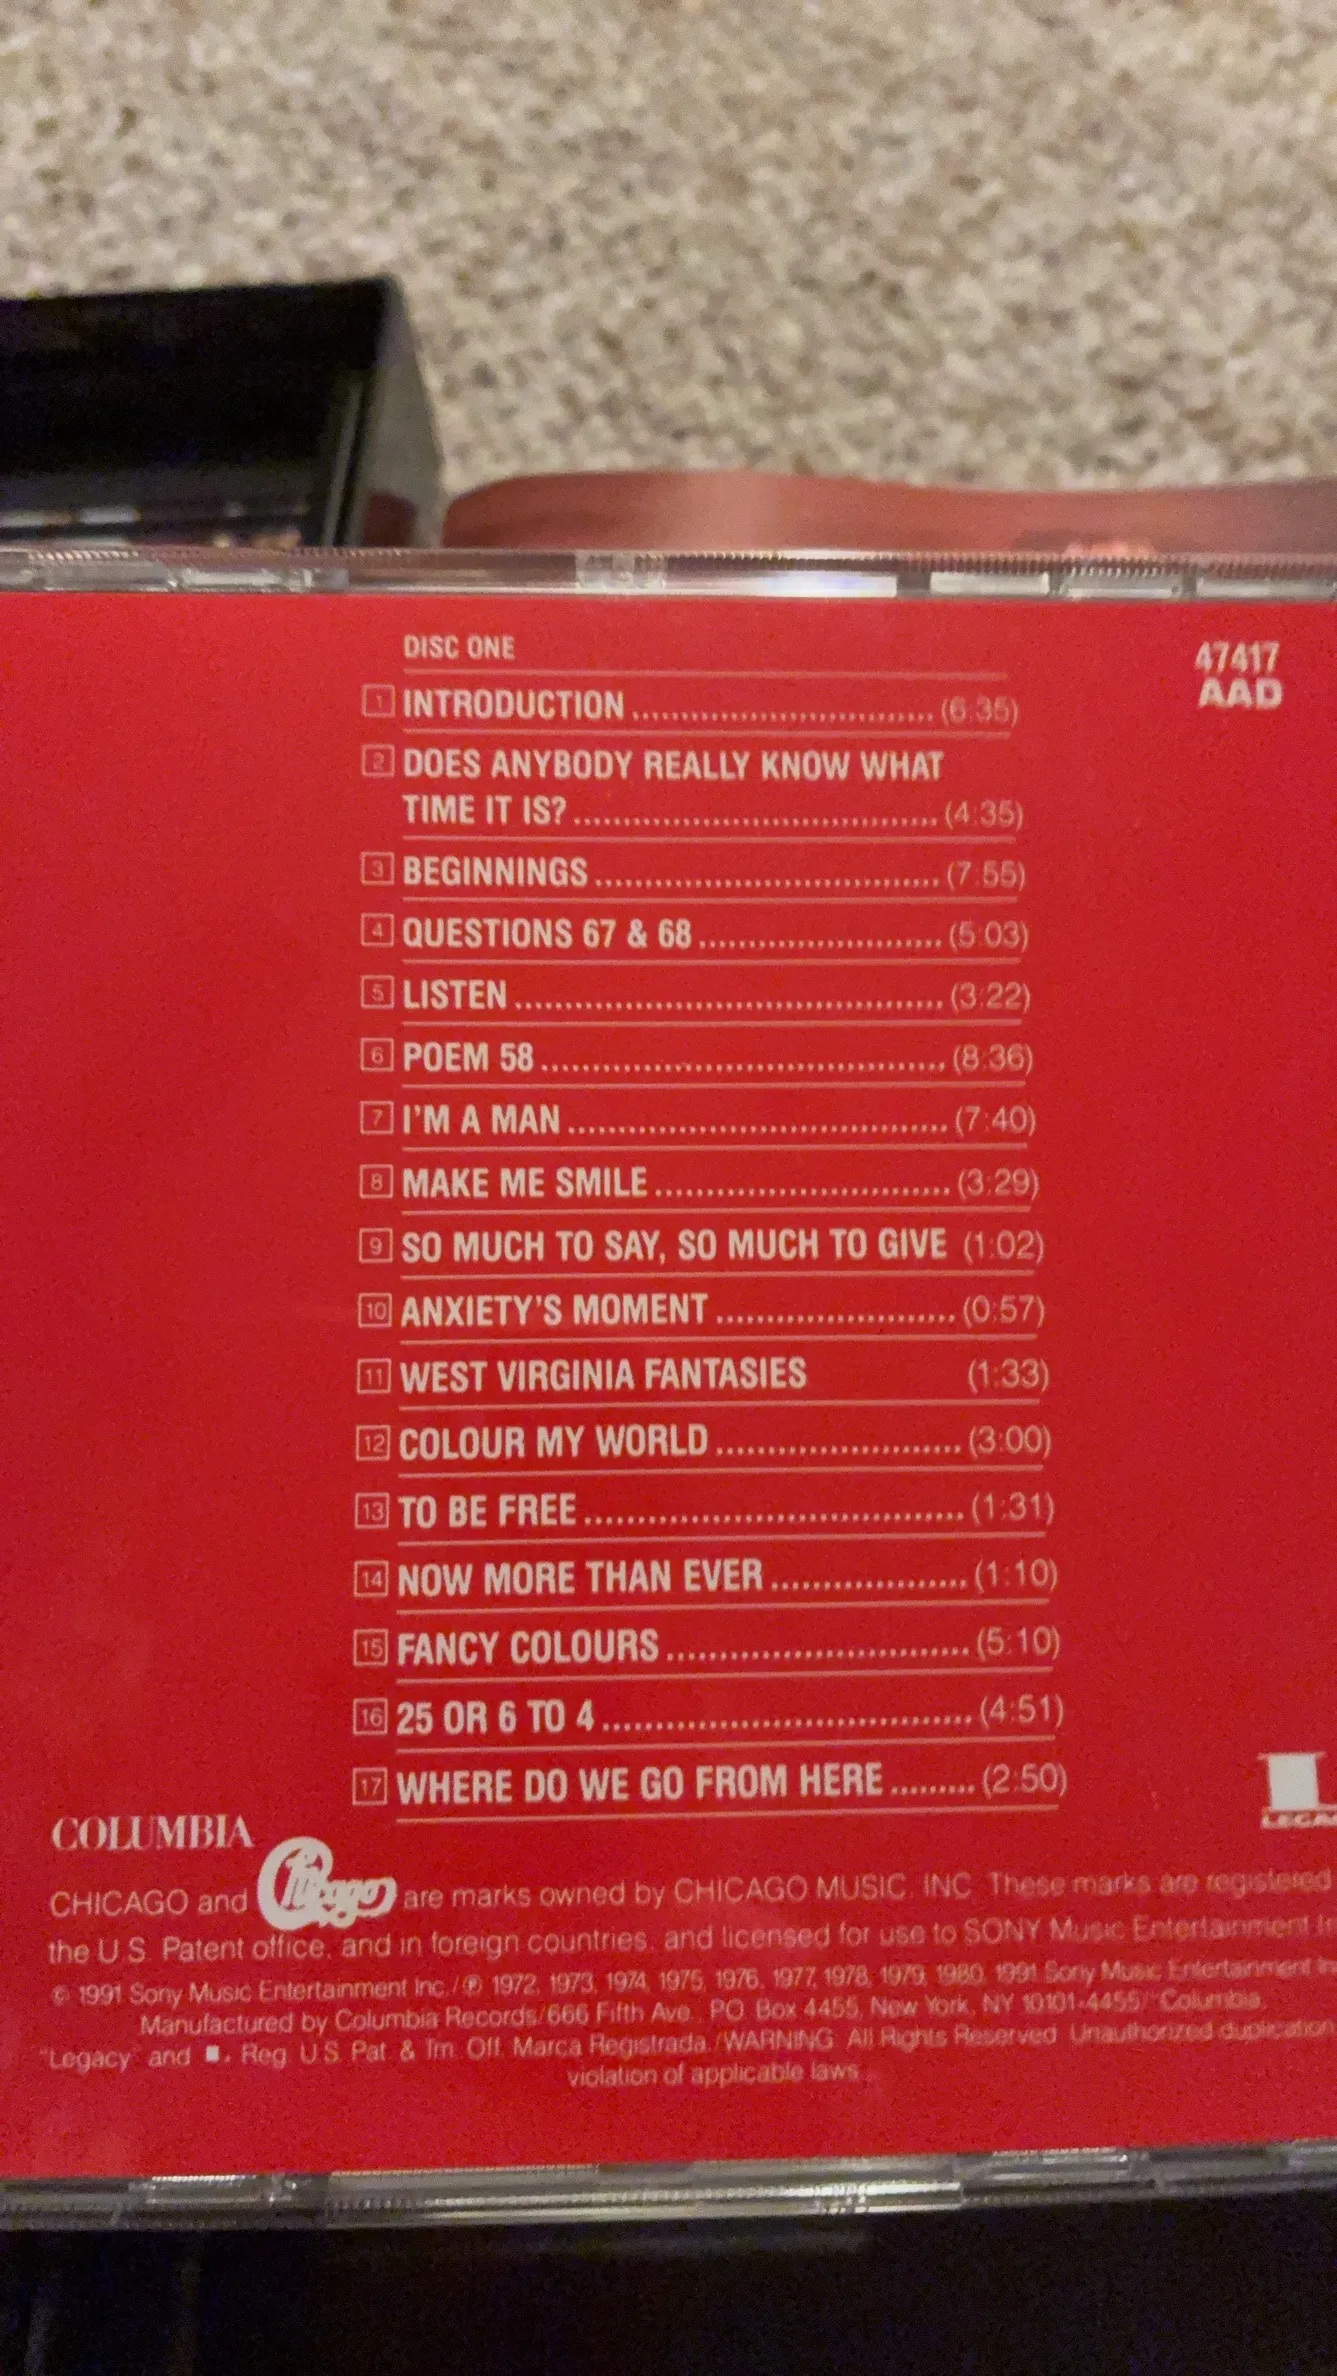 DISC ONE
47417
AAD
1 INTRODUCTION (6:35)
2 DOES ANYBODY REALLY KNOW WHAT
TIME IT IS? (4:35)
3 BEGINNINGS (7:55)
4 QUESTIONS 67 & 68 (5:03)
5 LISTEN (3:22)
6 POEM 58 (8:36)
7 I'M A MAN (7:40)
8 MAKE ME SMILE (3:29)
9 SO MUCH TO SAY, SO MUCH TO GIVE (1:02)
10 ANXIETY'S MOMENT (0:57)
11 WEST VIRGINIA FANTASIES (1:33)
12 COLOUR MY WORLD (3:00)
13 TO BE FREE (1:31)
14 NOW MORE THAN EVER (1:10)
15 FANCY COLOURS (5:10)
16 25 OR 6 TO 4 (4:51)
17 WHERE DO WE GO FROM HERE (2:50)
COLUMBIA
CHICAGO and Chicago are marks owned by CHICAGO MUSIC, INC. These marks are registered
the U.S. Patent office, and in foreign countries, and licensed for use to SONY Music Entertainment
© 1991 Sony Music Entertainment Inc./℗ 1972, 1973, 1974, 1975, 1976, 1977, 1978, 1979, 1980, 1991 Sony Music Entertainment
Manufactured by Columbia Records/666 Fifth Ave., P.O. Box 4455, New York, NY 10101-4455/"Columbia,
"Legacy" and Reg. U.S. Pat. & Tm. Off. Marca Registrada./WARNING: All Rights Reserved. Unauthorized duplication
violation of applicable laws.